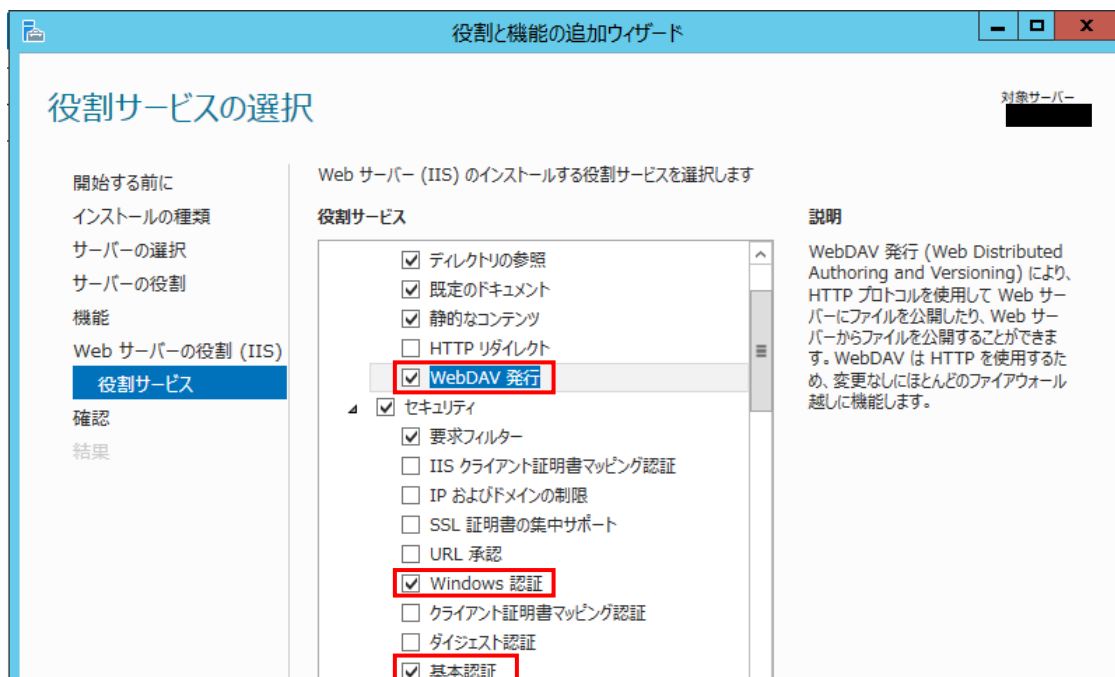 役割と機能の追加ウィザード
役割サービスの選択
対象サーバー
開始する前に
インストールの種類
サーバーの選択
サーバーの役割
機能
Web サーバーの役割 (IIS)
役割サービス
確認
結果
Web サーバー (IIS) のインストールする役割サービスを選択します
役割サービス
ディレクトリの参照
既定のドキュメント
静的なコンテンツ
HTTP リダイレクト
WebDAV 発行
セキュリティ
要求フィルター
IIS クライアント証明書マッピング認証
IP およびドメインの制限
SSL 証明書の集中サポート
URL 承認
Windows 認証
クライアント証明書マッピング認証
ダイジェスト認証
基本認証
説明
WebDAV 発行 (Web Distributed
Authoring and Versioning) により、
HTTP プロトコルを使用して Web サー
バーにファイルを公開したり、Web サー
バーからファイルを公開することができま
す。WebDAV は HTTP を使用するた
め、変更なしにほとんどのファイアウォール
越しに機能します。